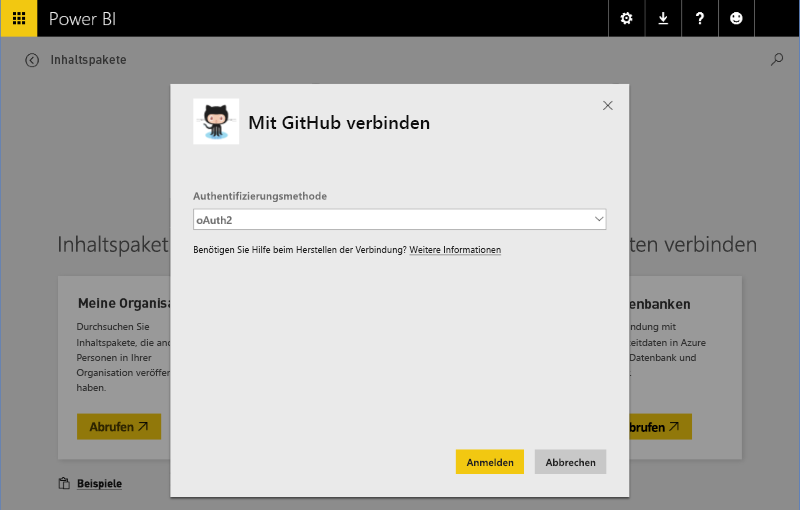 Power BI
?
Inhaltspakete
Mit GitHub verbinden
Authentifizierungsmethode
oAuth2
Benötigen Sie Hilfe beim Herstellen der Verbindung? Weitere Informationen
Anmelden
Abbrechen
Inhaltspaket
Meine Organisa
Durchsuchen Sie
Inhaltspakete, die and
Personen in Ihrer
Organisation veröffer
haben.
Abrufen
Beispiele
ten verbinden
enbanken
ndung mit
eitdaten in Azure
Datenbank und
.
brufen